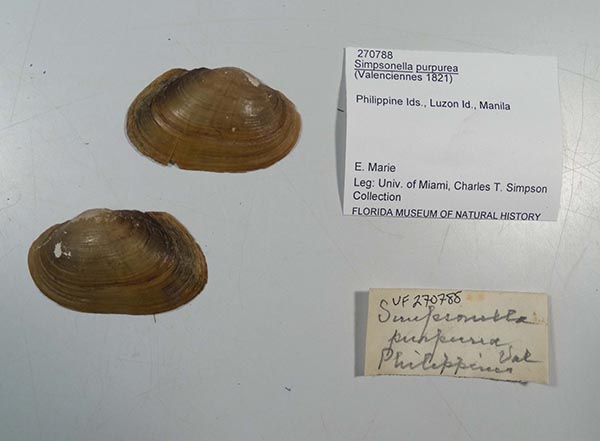 270788
Simpsonella purpurea
(Valenciennes 1821)
Philippine Ids., Luzon Id., Manila
E. Marie
Leg: Univ. of Miami, Charles T. Simpson
Collection
FLORIDA MUSEUM OF NATURAL HISTORY
UF 270788
Simpsonella
purpurea
Val
Philippines